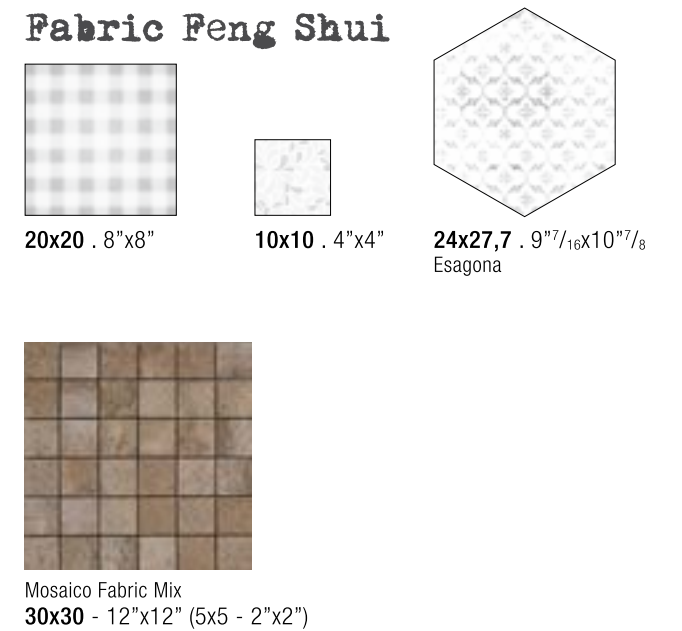 Fabric Feng Shui
20x20 . 8”x8”
10x10 . 4”x4”
24x27,7 . 9”7/16x10”7/8
Esagona
Mosaico Fabric Mix
30x30 - 12”x12” (5x5 - 2”x2”)